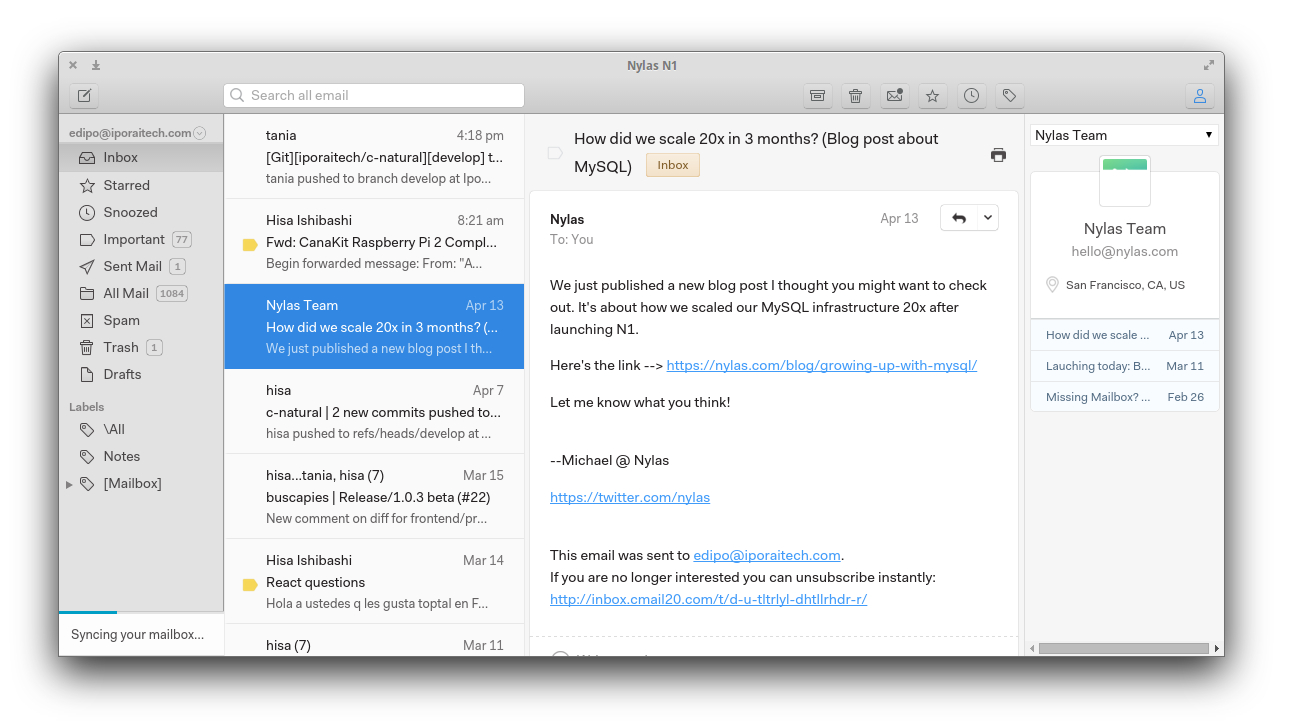 Nylas N1
Search all email
edipo@iporaitech.com
Inbox
Starred
Snoozed
Important 77
Sent Mail 1
All Mail 1084
Spam
Trash 1
Drafts
Labels
\All
Notes
[Mailbox]
Syncing your mailbox...
tania 4:18 pm
[Git][iporaitech/c-natural][develop] t...
tania pushed to branch develop at Ipo...
Hisa Ishibashi 8:21 am
Fwd: CanaKit Raspberry Pi 2 Compl...
Begin forwarded message: From: "A...
Nylas Team Apr 13
How did we scale 20x in 3 months? (...
We just published a new blog post I th...
hisa Apr 7
c-natural | 2 new commits pushed to...
hisa pushed to refs/heads/develop at ...
hisa...tania, hisa (7) Mar 15
buscapies | Release/1.0.3 beta (#22)
New comment on diff for frontend/pr...
Hisa Ishibashi Mar 14
React questions
Hola a ustedes q les gusta toptal en F...
hisa (7) Mar 11
How did we scale 20x in 3 months? (Blog post about
MySQL) Inbox
Nylas Apr 13
To: You
We just published a new blog post I thought you might want to check
out. It's about how we scaled our MySQL infrastructure 20x after
launching N1.
Here's the link --> https://nylas.com/blog/growing-up-with-mysql/
Let me know what you think!
--Michael @ Nylas
https://twitter.com/nylas
This email was sent to edipo@iporaitech.com.
If you are no longer interested you can unsubscribe instantly:
http://inbox.cmail20.com/t/d-u-tltrlyl-dhtllrhdr-r/
Nylas Team
Nylas Team
hello@nylas.com
San Francisco, CA, US
How did we scale ... Apr 13
Lauching today: B... Mar 11
Missing Mailbox? ... Feb 26